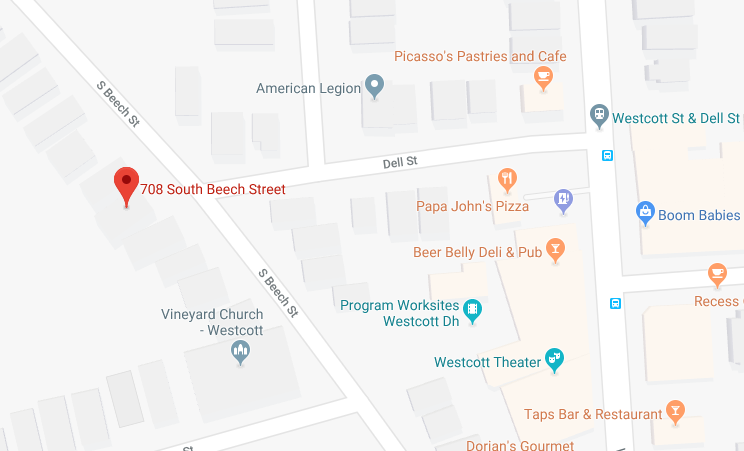 Picasso's Pastries and Cafe
S Beech St
American Legion
Westcott St & Dell St
Dell St
708 South Beech Street
Papa John's Pizza
Boom Babies
Beer Belly Deli & Pub
S Beech St
Recess
Program Worksites
Westcott Dh
Vineyard Church
- Westcott
Westcott Theater
Taps Bar & Restaurant
Dorian's Gourmet
St